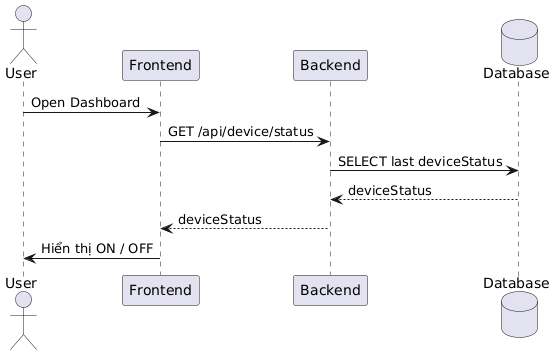 User
Frontend
Backend
Database
Open Dashboard
GET /api/device/status
SELECT last deviceStatus
deviceStatus
deviceStatus
Hiển thị ON / OFF
User
Frontend
Backend
Database